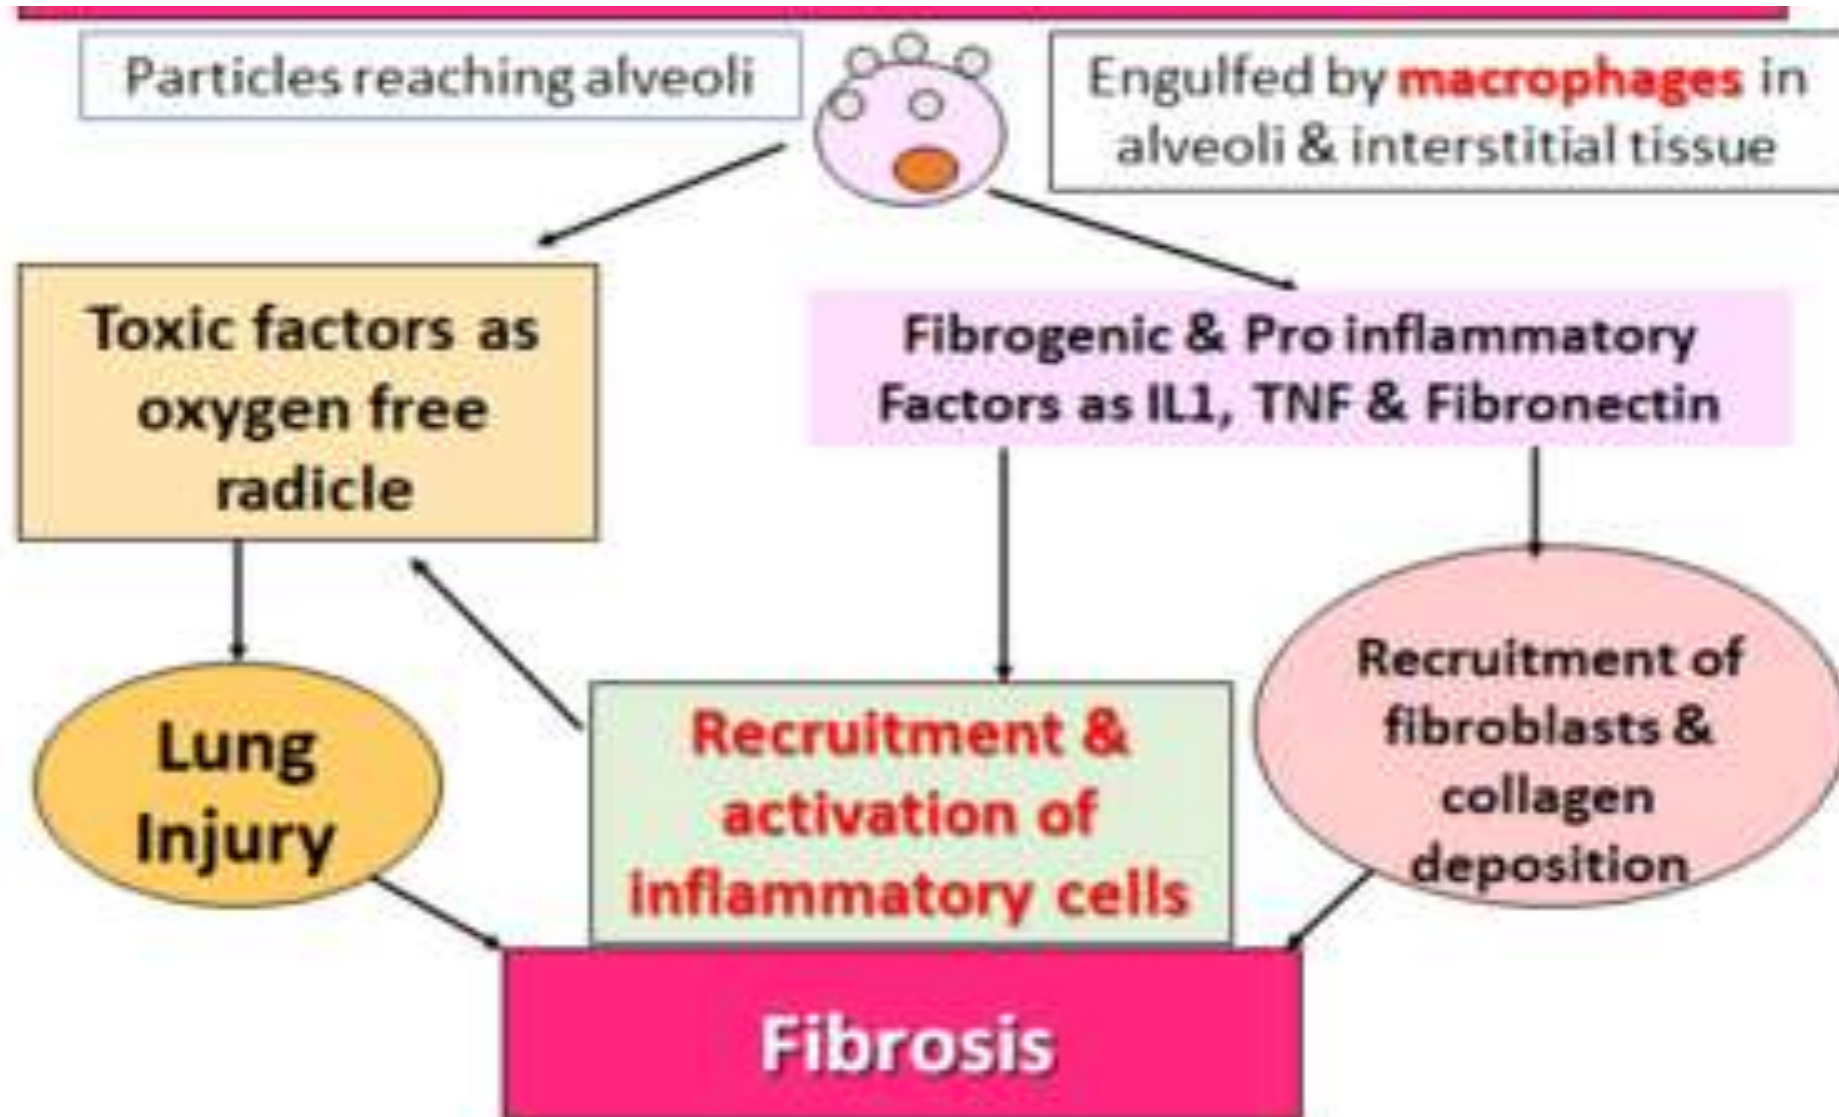 Particles reaching alveoli
Engulfed by macrophages in
alveoli & interstitial tissue
Toxic factors as
oxygen free
radicle
Fibrogenic & Pro inflammatory
Factors as IL1, TNF & Fibronectin
Lung
Injury
Recruitment &
activation of
inflammatory cells
Recruitment of
fibroblasts &
collagen
deposition
Fibrosis